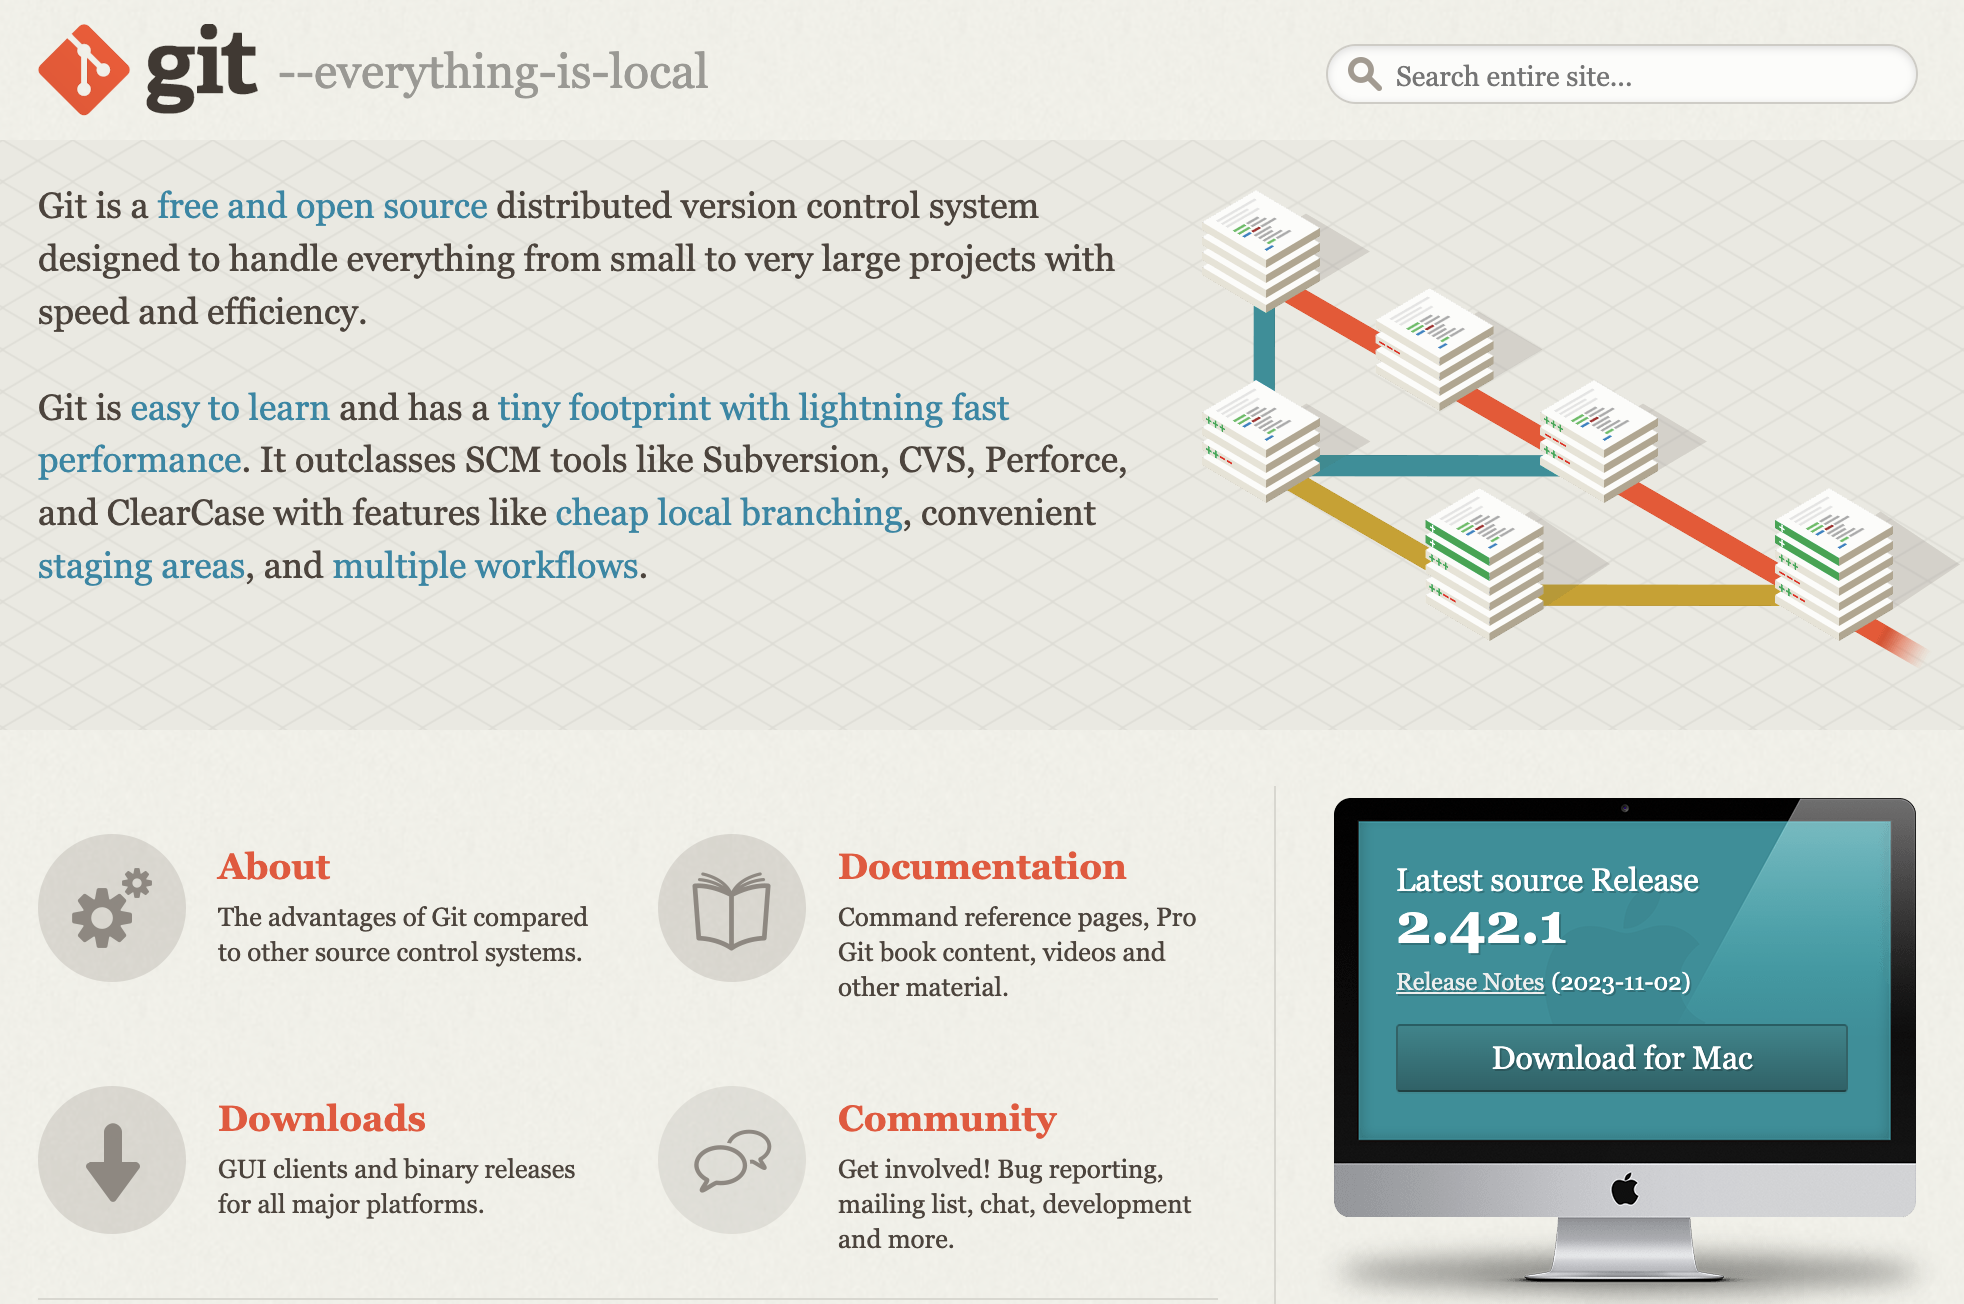 git --everything-is-local
Search entire site...
Git is a free and open source distributed version control system
designed to handle everything from small to very large projects with
speed and efficiency.
Git is easy to learn and has a tiny footprint with lightning fast
performance. It outclasses SCM tools like Subversion, CVS, Perforce,
and ClearCase with features like cheap local branching, convenient
staging areas, and multiple workflows.
About
The advantages of Git compared
to other source control systems.
Documentation
Command reference pages, Pro
Git book content, videos and
other material.
Downloads
GUI clients and binary releases
for all major platforms.
Community
Get involved! Bug reporting,
mailing list, chat, development
and more.
Latest source Release
2.42.1
Release Notes (2023-11-02)
Download for Mac